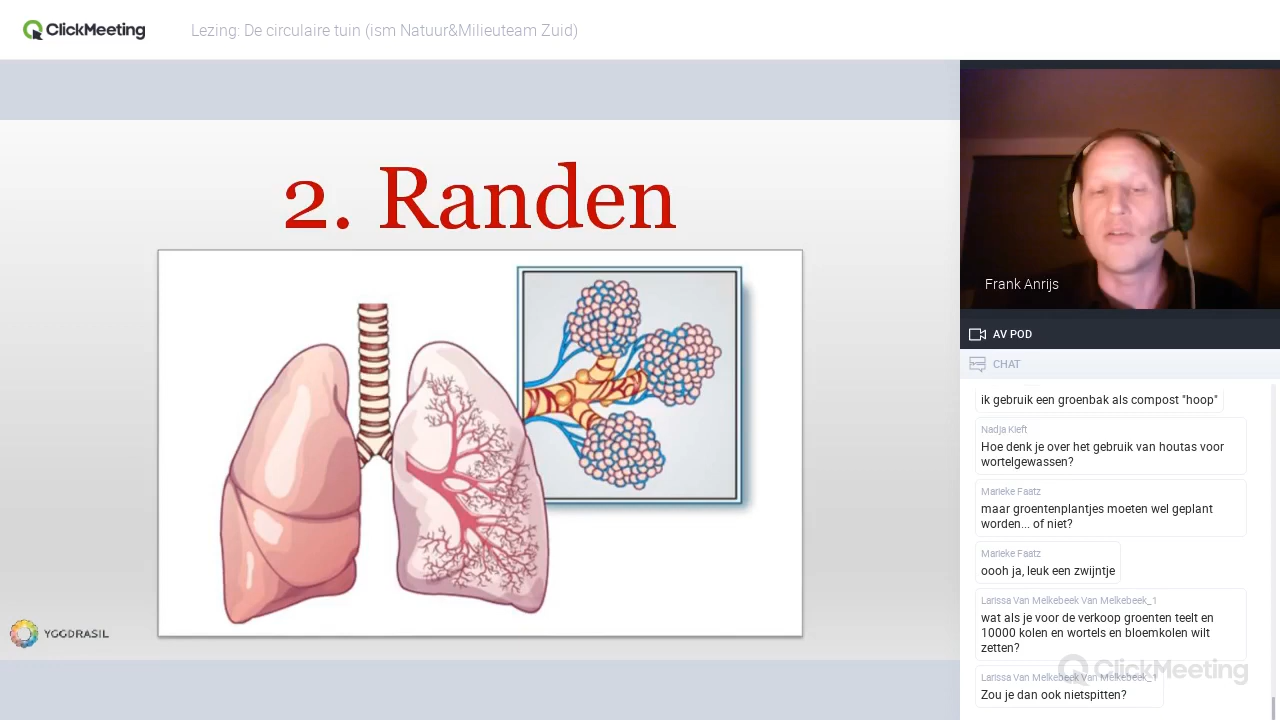 ClickMeeting
Lezing: De circulaire tuin (ism Natuur&Milieuteam Zuid)
2. Randen
YGGDRASIL
Frank Anrijs
AV POD
CHAT
ik gebruik een groenbak als compost "hoop"
Nadja Kieft
Hoe denk je over het gebruik van houtas voor
wortelgewassen?
Marieke Faatz
maar groentenplantjes moeten wel geplant
worden... of niet?
Marieke Faatz
oooh ja, leuk een zwijntje
Larissa Van Melkebeek Van Melkebeek_1
wat als je voor de verkoop groenten teelt en
10000 kolen en wortels en bloemkolen wilt
zetten?
Larissa Van Melkebeek Van Melkebeek_1
Zou je dan ook nietspitten?
ClickMeeting